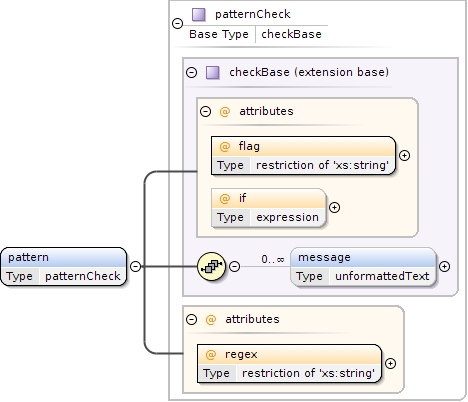 patternCheck
Base Type checkBase
checkBase (extension base)
@ attributes
@ flag
Type restriction of 'xs:string'
@ if
Type expression
pattern
Type patternCheck
0..∞
message
Type unformattedText
@ attributes
@ regex
Type restriction of 'xs:string'